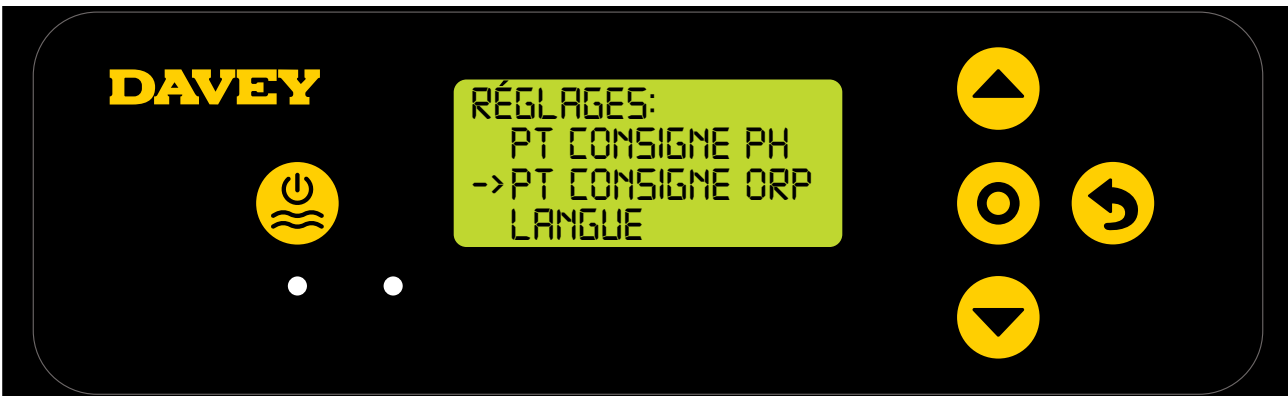 DAVEY
RÉGLAGES:
PT CONSIGNE PH
->PT CONSIGNE ORP
LANGUE